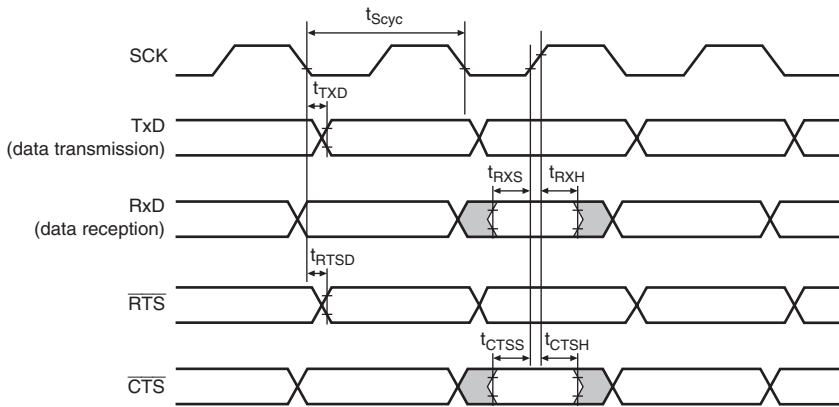 tScyc
SCK
tTXD
TxD
(data transmission)
tRXS tRXH
RxD
(data reception)
tRTSD
RTS
tCTSS tCTSH
CTS